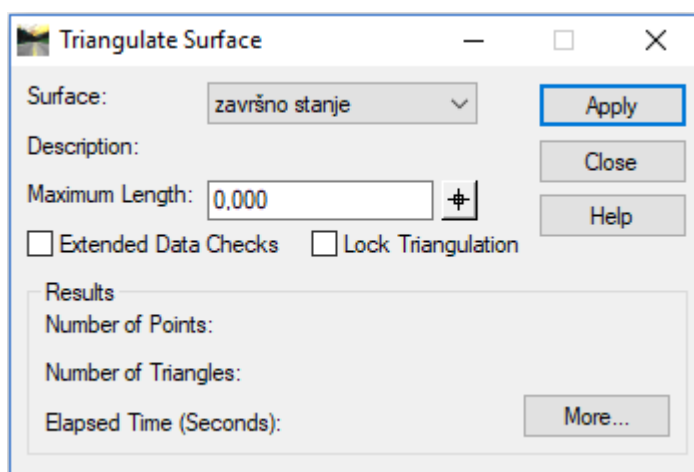 Triangulate Surface
Surface: završno stanje Apply
Description: Close
Maximum Length: 0,000 Help
Extended Data Checks Lock Triangulation
Results
Number of Points:
Number of Triangles:
Elapsed Time (Seconds): More...